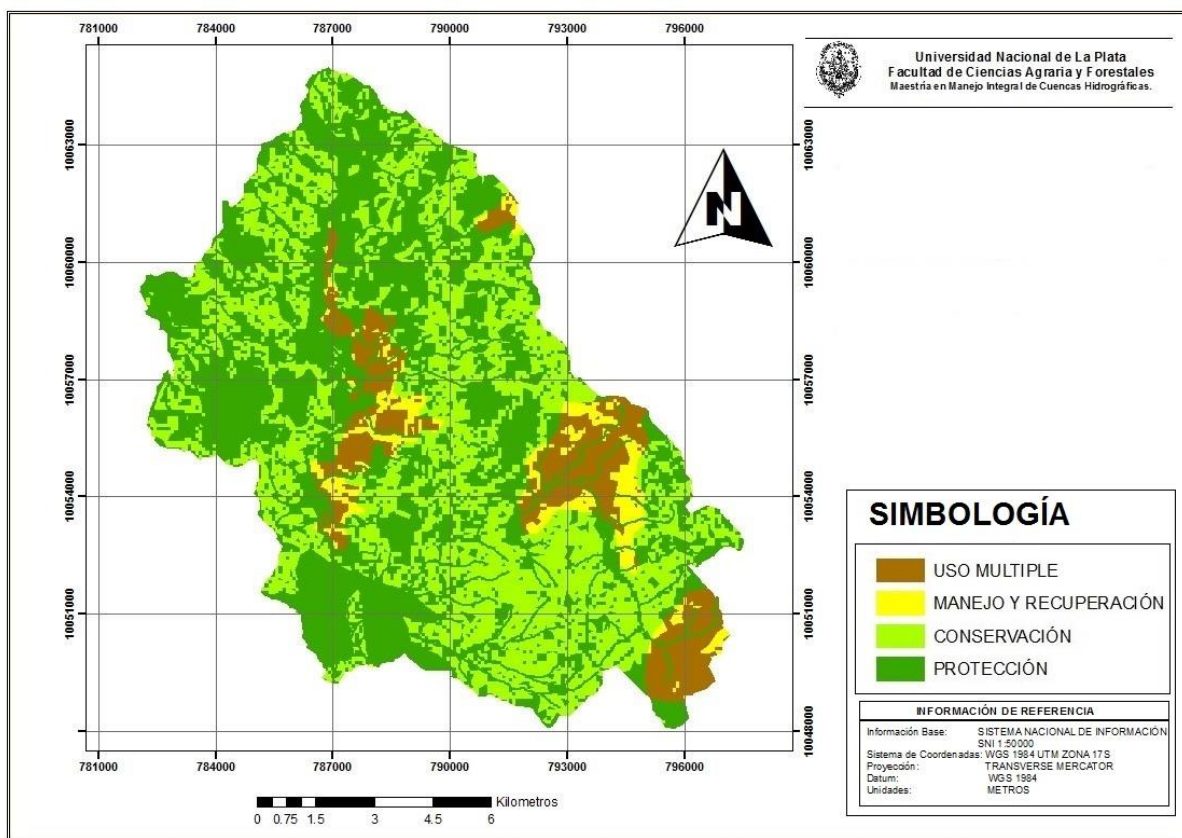 781000 784000 787000 790000 793000 796000
Universidad Nacional de La Plata
Facultad de Ciencias Agraria y Forestales
Maestría en Manejo Integral de Cuencas Hidrográficas.
10063000 10063000
N
10060000 10060000
10057000 10057000
10054000 10054000
10051000 10051000
10048000 10048000
781000 784000 787000 790000 793000 796000
Kilometros
0 0.75 1.5 3 4.5 6
SIMBOLOGÍA
USO MULTIPLE
MANEJO Y RECUPERACIÓN
CONSERVACIÓN
PROTECCIÓN
INFORMACIÓN DE REFERENCIA
Información Base: SISTEMA NACIONAL DE INFORMACIÓN
SNI 1:50000
Sistema de Coordenadas: WGS 1984 UTM ZONA 17S
Proyección: TRANSVERSE MERCATOR
Datum: WGS 1984
Unidades: METROS